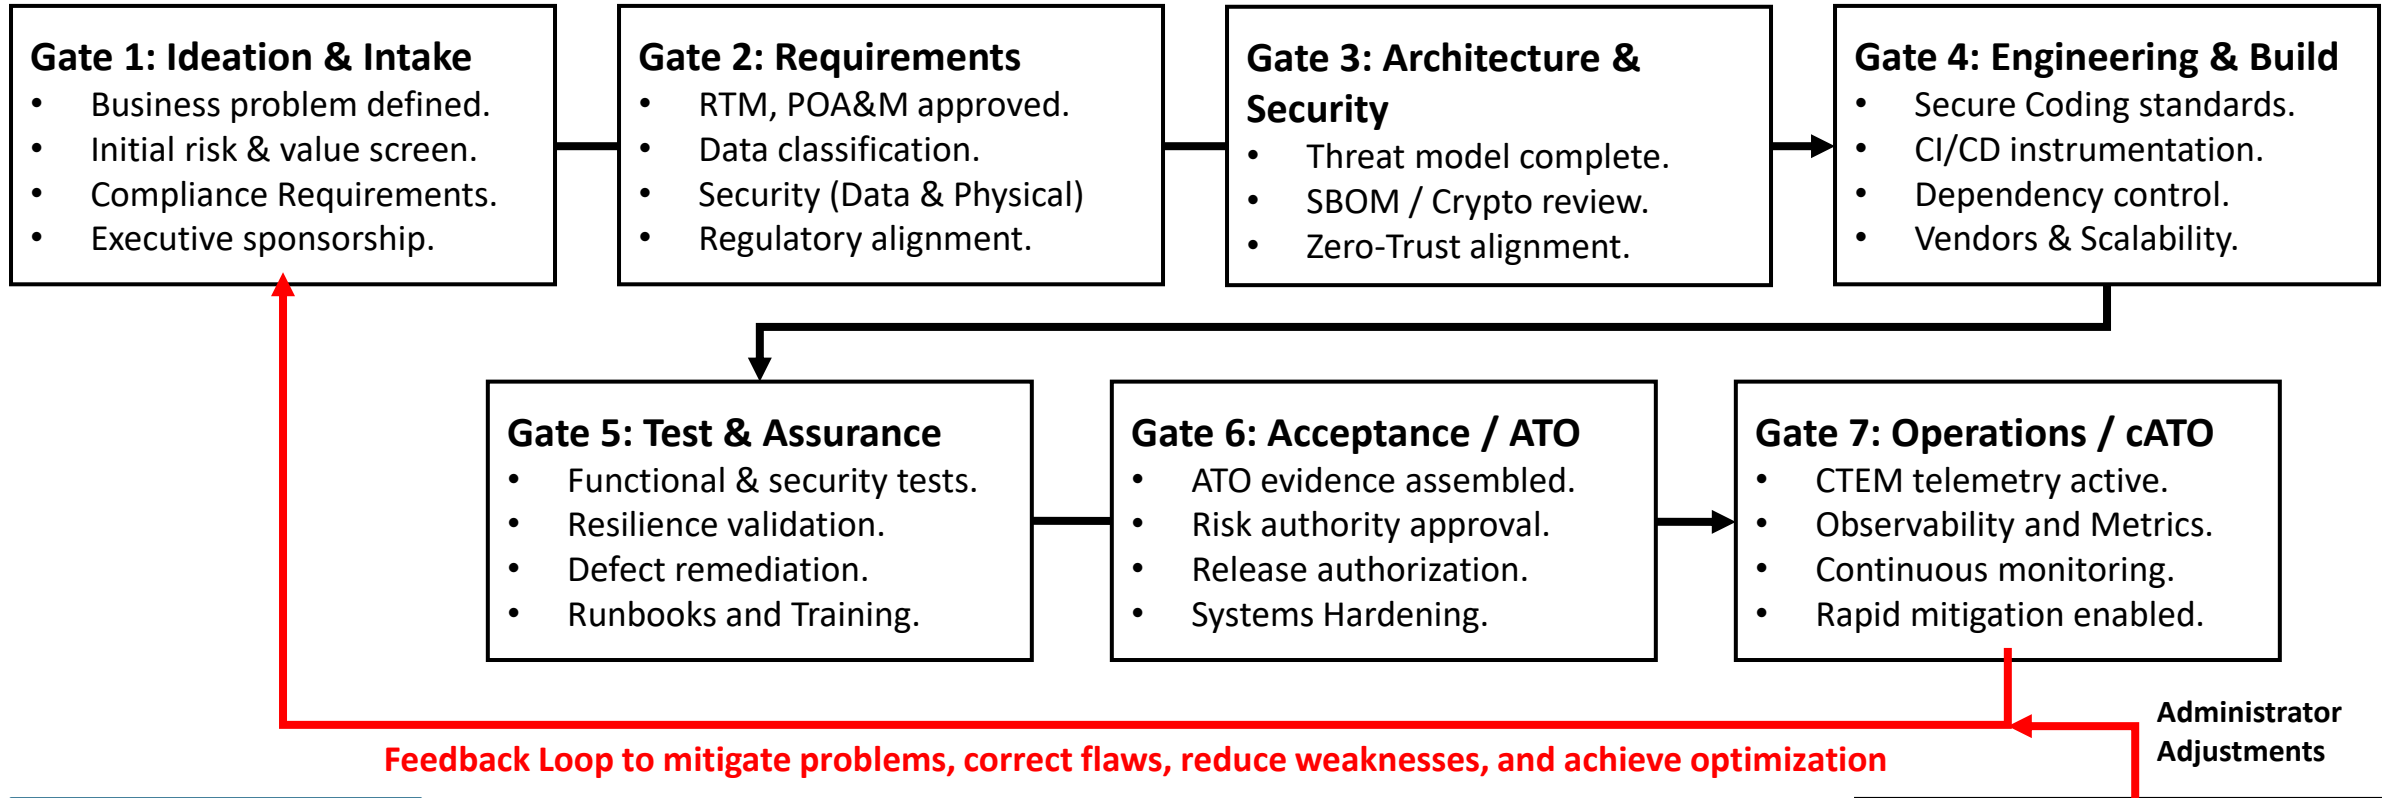 Gate 1: Ideation & Intake
• Business problem defined.
• Initial risk & value screen.
• Compliance Requirements.
• Executive sponsorship.
Gate 2: Requirements
• RTM, POA&M approved.
• Data classification.
• Security (Data & Physical)
• Regulatory alignment.
Gate 3: Architecture &
Security
• Threat model complete.
• SBOM / Crypto review.
• Zero-Trust alignment.
Gate 4: Engineering & Build
• Secure Coding standards.
• CI/CD instrumentation.
• Dependency control.
• Vendors & Scalability.
Gate 5: Test & Assurance
• Functional & security tests.
• Resilience validation.
• Defect remediation.
• Runbooks and Training.
Gate 6: Acceptance / ATO
• ATO evidence assembled.
• Risk authority approval.
• Release authorization.
• Systems Hardening.
Gate 7: Operations / cATO
• CTEM telemetry active.
• Observability and Metrics.
• Continuous monitoring.
• Rapid mitigation enabled.
Administrator
Adjustments
Feedback Loop to mitigate problems, correct flaws, reduce weaknesses, and achieve optimization